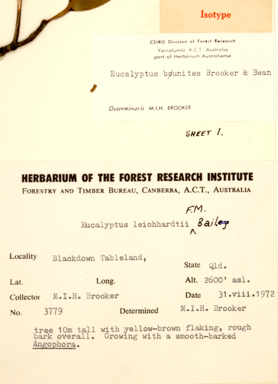 Isotype
CSIRO Division of Forest Research
Yarralumla A.C.T. Australia
part of Herbarium Australiense
Eucalyptus bounites Brooker & Bean
Determinavit M.I.H. BROOKER
SHEET 1.
HERBARIUM OF THE FOREST RESEARCH INSTITUTE
FORESTRY AND TIMBER BUREAU, CANBERRA, A.C.T., AUSTRALIA
F.M.
Eucalyptus leichhardtii Bailey
Locality Blackdown Tableland, State Qld.
Lat. Long. Alt. 2600' asl.
Collector M.I.H. Brooker Date 31.viii.1972
No. 3779 Determined M.I.H. Brooker
tree 10m tall with yellow-brown flaking, rough
bark overall. Growing with a smooth-barked
Angophora.